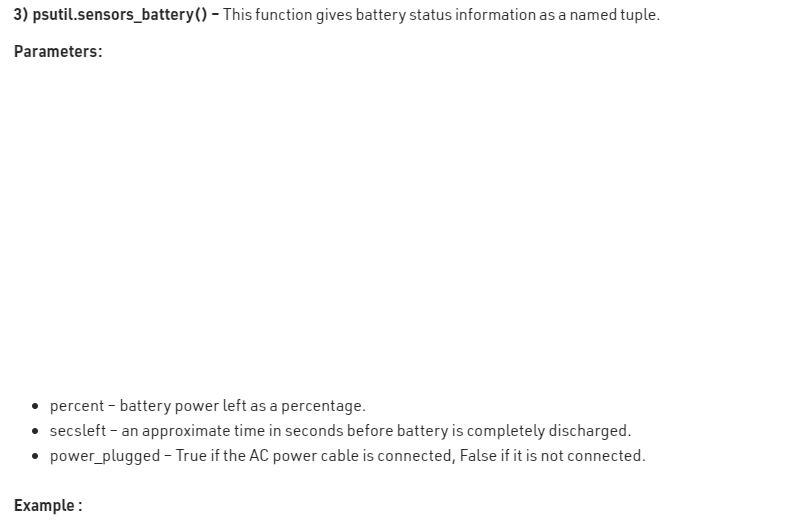 3) psutil.sensors_battery() – This function gives battery status information as a named tuple.
Parameters:
• percent – battery power left as a percentage.
• secsleft – an approximate time in seconds before battery is completely discharged.
• power_plugged – True if the AC power cable is connected, False if it is not connected.
Example :